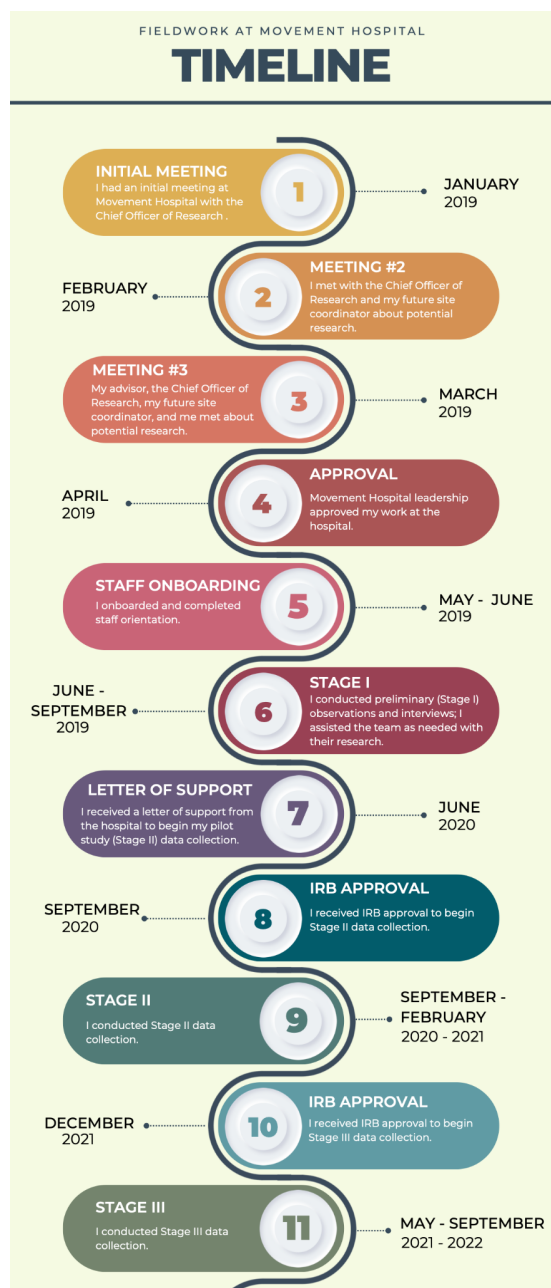 FIELDWORK AT MOVEMENT HOSPITAL
TIMELINE
INITIAL MEETING
I had an initial meeting at
Movement Hospital with the
Chief Officer of Research .
1
JANUARY
2019
FEBRUARY
2019
2
MEETING #2
I met with the Chief Officer of
Research and my future site
coordinator about potential
research.
MEETING #3
My advisor, the Chief Officer of
Research, my future site
coordinator, and me met about
potential research.
3
MARCH
2019
APRIL
2019
4
APPROVAL
Movement Hospital leadership
approved my work at the
hospital.
STAFF ONBOARDING
I onboarded and completed
staff orientation.
5
MAY - JUNE
2019
JUNE -
SEPTEMBER
2019
6
STAGE I
I conducted preliminary (Stage I)
observations and interviews; I
assisted the team as needed with
their research.
LETTER OF SUPPORT
I received a letter of support from
the hospital to begin my pilot
study (Stage II) data collection.
7
JUNE
2020
SEPTEMBER
2020
8
IRB APPROVAL
I received IRB approval to begin
Stage II data collection.
STAGE II
I conducted Stage II data
collection.
9
SEPTEMBER -
FEBRUARY
2020 - 2021
DECEMBER
2021
10
IRB APPROVAL
I received IRB approval to begin
Stage III data collection.
STAGE III
I conducted Stage III data
collection.
11
MAY - SEPTEMBER
2021 - 2022